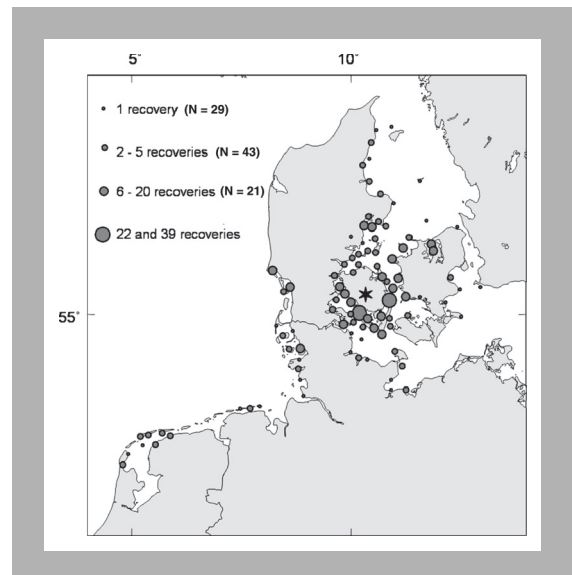 5° 10°
1 recovery (N = 29)
2 - 5 recoveries (N = 43)
6 - 20 recoveries (N = 21)
22 and 39 recoveries
55°